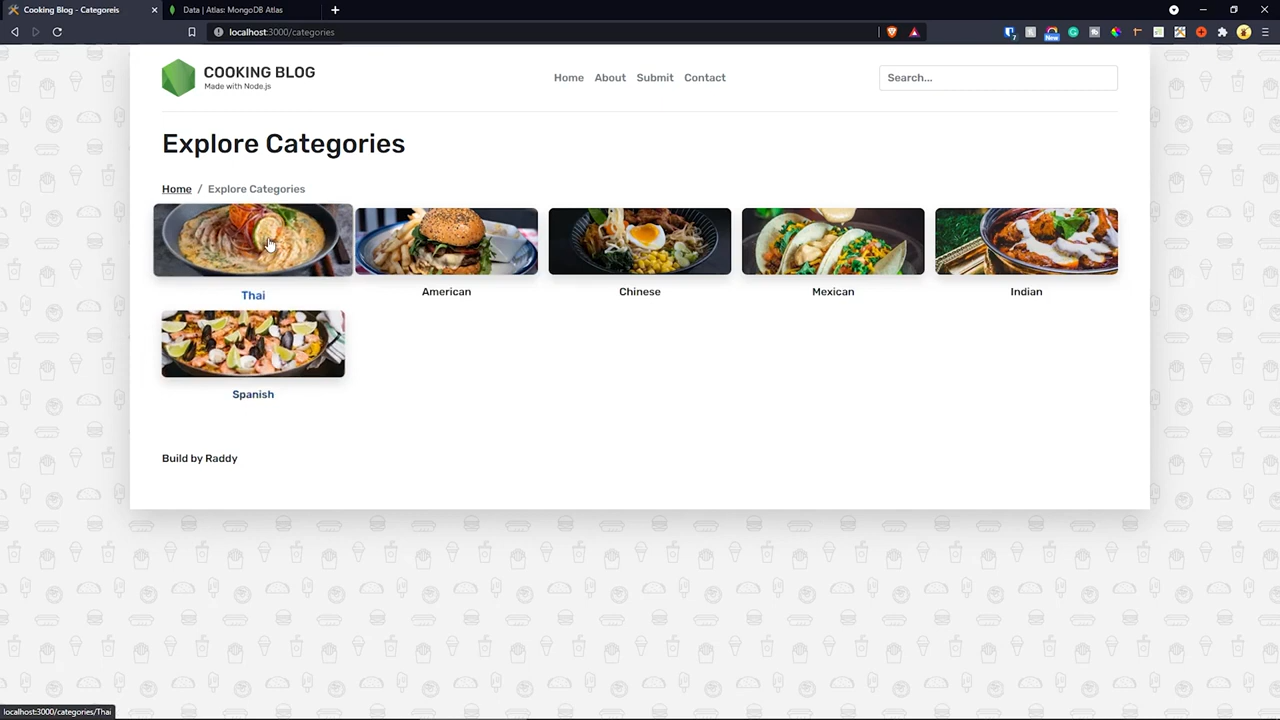 Cooking Blog - Categoreis
Data | Atlas: MongoDB Atlas
localhost:3000/categories
New
COOKING BLOG
Made with Node.js
Home
About
Submit
Contact
Search...
Explore Categories
Home / Explore Categories
Thai
American
Chinese
Mexican
Indian
Spanish
Build by Raddy
localhost:3000/categories/Thai